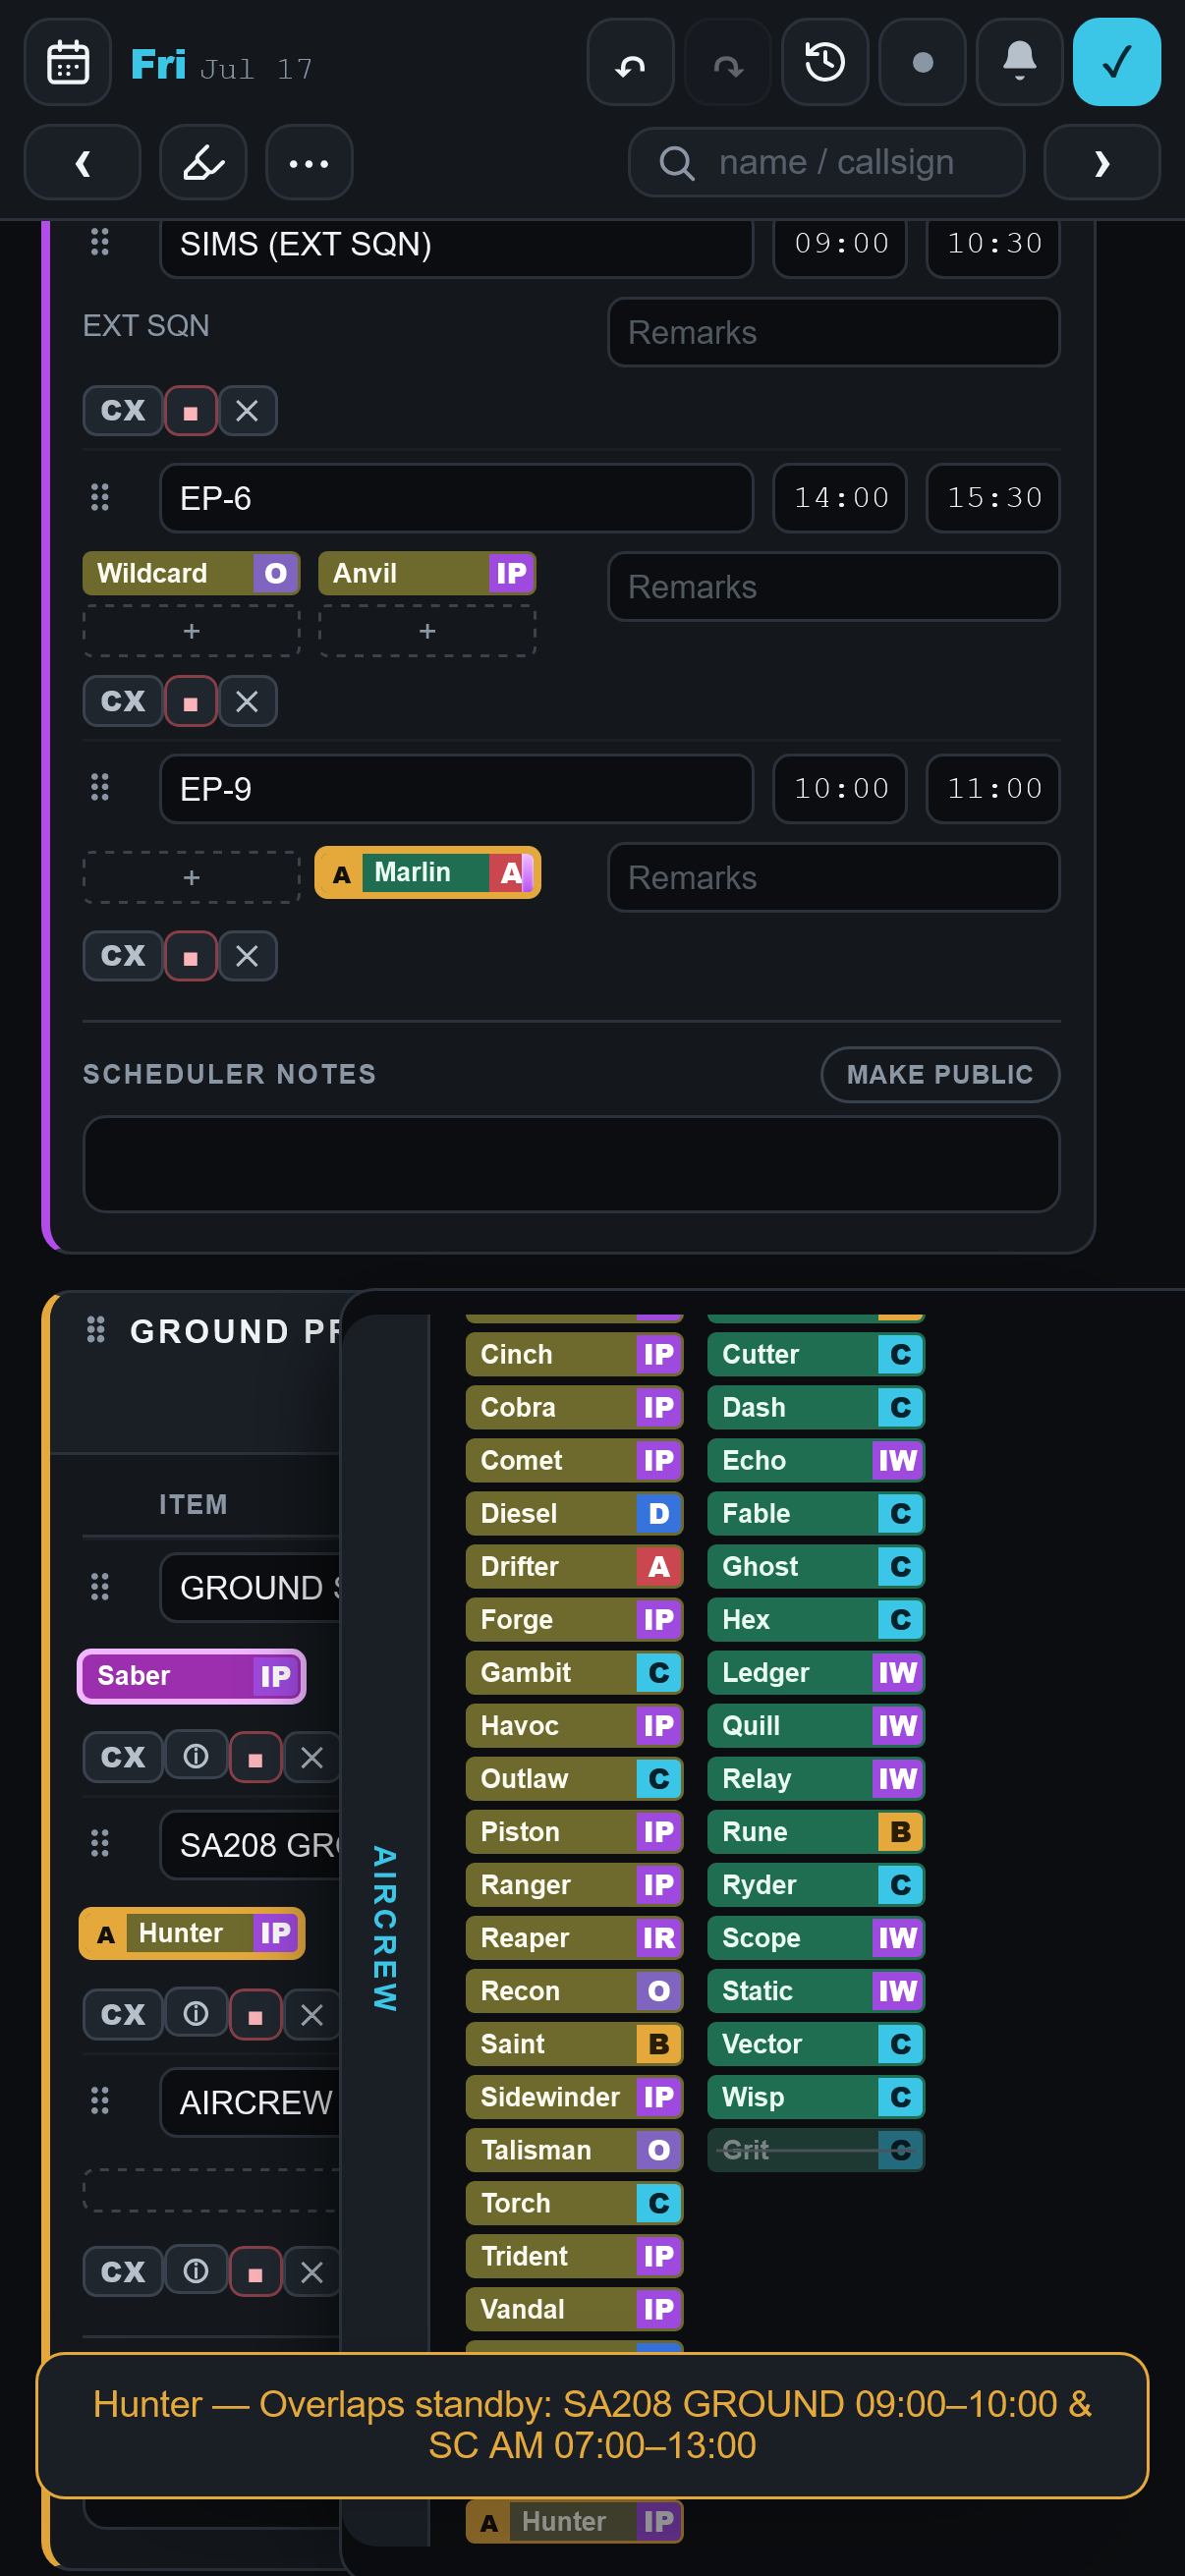 Fri Jul 17
name / callsign
SIMS (EXT SQN) 09:00 10:30
EXT SQN Remarks
CX
EP-6 14:00 15:30
Wildcard O Anvil IP Remarks
+ +
CX
EP-9 10:00 11:00
+ A Marlin A Remarks
CX
SCHEDULER NOTES MAKE PUBLIC
GROUND PR
ITEM
GROUND S
Saber IP
CX
SA208 GRO
A Hunter IP
CX
AIRCREW
CX
AIRCREW
Cinch IP Cutter C
Cobra IP Dash C
Comet IP Echo IW
Diesel D Fable C
Drifter A Ghost C
Forge IP Hex C
Gambit C Ledger IW
Havoc IP Quill IW
Outlaw C Relay IW
Piston IP Rune B
Ranger IP Ryder C
Reaper IR Scope IW
Recon O Static IW
Saint B Vector C
Sidewinder IP Wisp C
Talisman O Grit C
Torch C
Trident IP
Vandal IP
Hunter — Overlaps standby: SA208 GROUND 09:00–10:00 &
SC AM 07:00–13:00
A Hunter IP